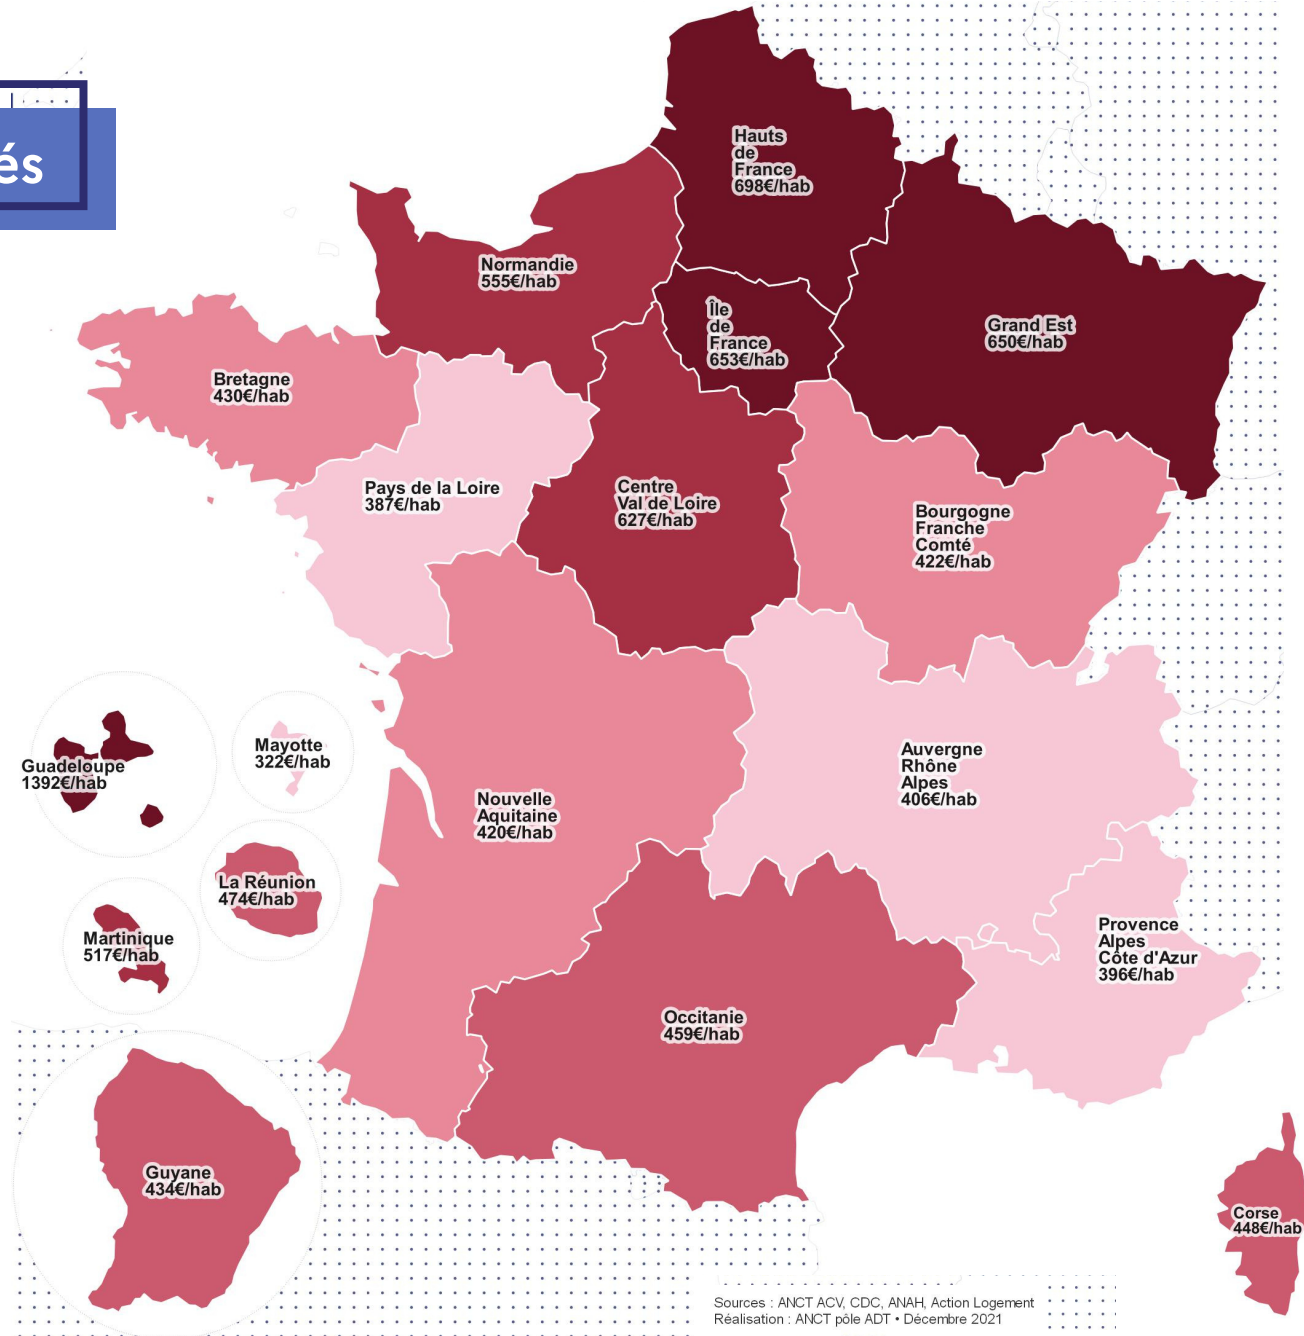 és
Hauts
de
France
698€/hab
Normandie
555€/hab
Île
de
France
653€/hab
Grand Est
650€/hab
Bretagne
430€/hab
Pays de la Loire
387€/hab
Centre
Val de Loire
627€/hab
Bourgogne
Franche
Comté
422€/hab
Guadeloupe
1392€/hab
Mayotte
322€/hab
Nouvelle
Aquitaine
420€/hab
Auvergne
Rhône
Alpes
406€/hab
La Réunion
474€/hab
Martinique
517€/hab
Provence
Alpes
Côte d'Azur
396€/hab
Occitanie
459€/hab
Guyane
434€/hab
Corse
448€/hab
Sources : ANCT ACV, CDC, ANAH, Action Logement
Réalisation : ANCT pôle ADT • Décembre 2021